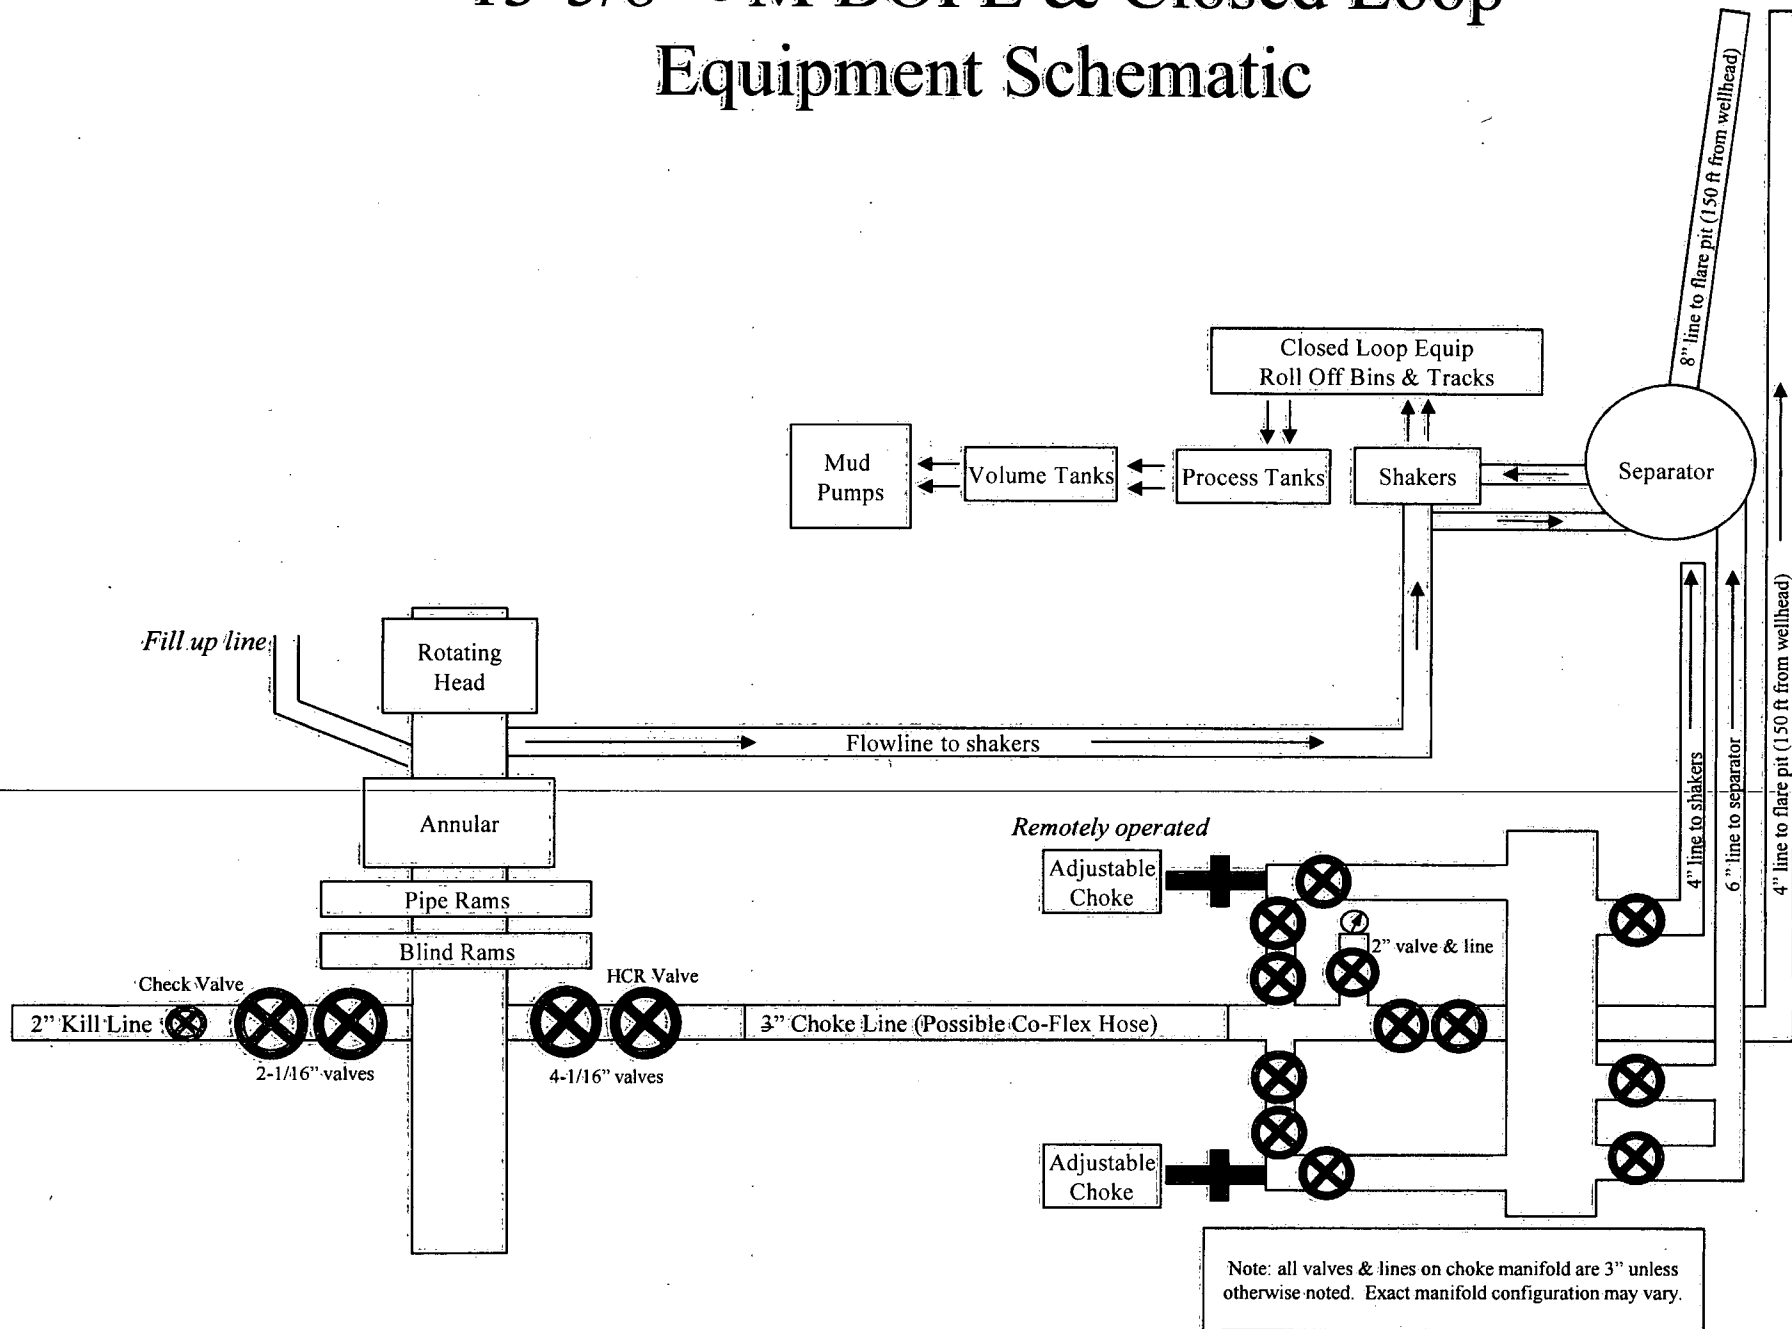 & Closed Loop
Equipment Schematic
8” line to flare pit (150 ft from wellhead)
Closed Loop Equip
Roll Off Bins & Tracks
Mud
Pumps
Volume Tanks
Process Tanks
Shakers
Separator
Fill up line
Rotating
Head
Flowline to shakers
4” line to shakers
6” line to separator
4” line to flare pit (150 ft from wellhead)
Annular
Remotely operated
Adjustable
Choke
Pipe Rams
Blind Rams
2” valve & line
Check Valve
HCR Valve
2” Kill Line
3” Choke Line (Possible Co-Flex Hose)
2-1/16” valves
4-1/16” valves
Adjustable
Choke
Note: all valves & lines on choke manifold are 3” unless
otherwise noted. Exact manifold configuration may vary.